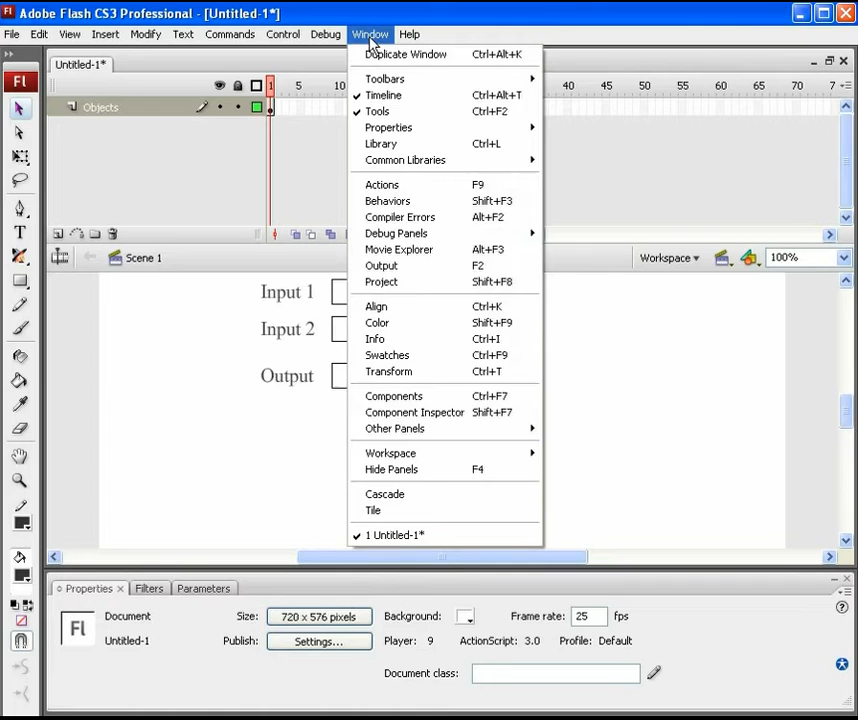 Adobe Flash CS3 Professional - [Untitled-1*]
File Edit View Insert Modify Text Commands Control Debug Window Help
Untitled-1*
Fl
1 5 10 40 45 50 55 60 65 70 7
Objects
Duplicate Window Ctrl+Alt+K
Toolbars
Timeline Ctrl+Alt+T
Tools Ctrl+F2
Properties
Library Ctrl+L
Common Libraries
Actions F9
Behaviors Shift+F3
Compiler Errors Alt+F2
Debug Panels
Movie Explorer Alt+F3
Output F2
Project Shift+F8
Align Ctrl+K
Color Shift+F9
Info Ctrl+I
Swatches Ctrl+F9
Transform Ctrl+T
Components Ctrl+F7
Component Inspector Shift+F7
Other Panels
Workspace
Hide Panels F4
Cascade
Tile
1 Untitled-1*
Scene 1
Workspace
100%
Input 1
Input 2
Output
Properties Filters Parameters
Fl
Document Size: 720 x 576 pixels Background: Frame rate: 25 fps
Untitled-1 Publish: Settings... Player: 9 ActionScript: 3.0 Profile: Default
Document class: